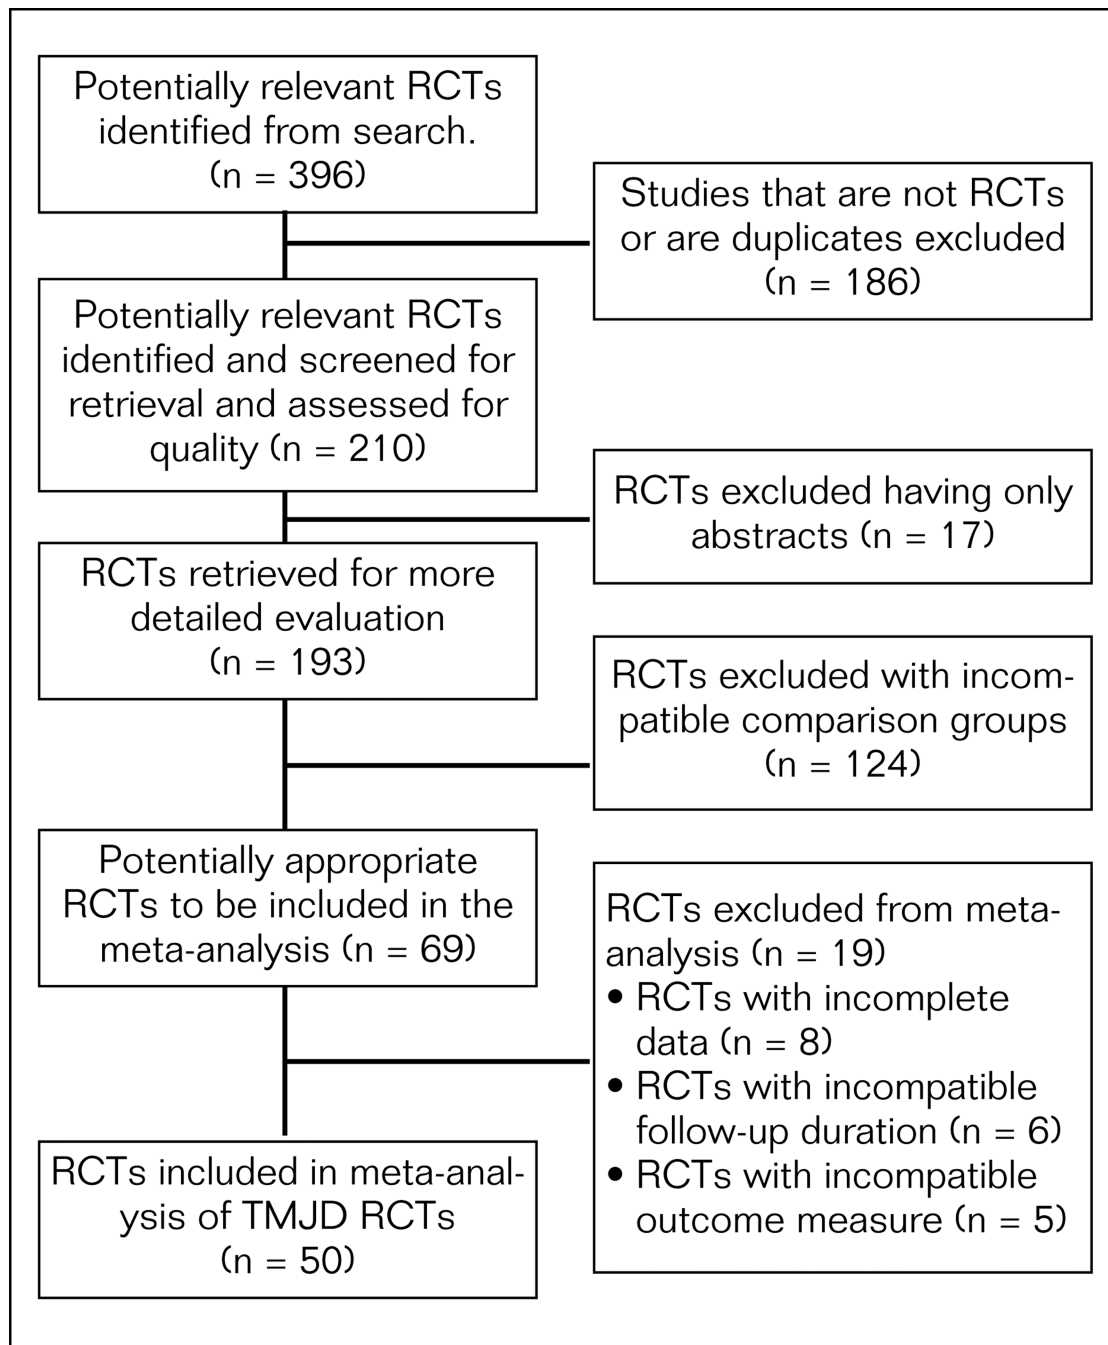 Potentially relevant RCTs
identified from search.
(n = 396)
Studies that are not RCTs
or are duplicates excluded
(n = 186)
Potentially relevant RCTs
identified and screened for
retrieval and assessed for
quality (n = 210)
RCTs excluded having only
abstracts (n = 17)
RCTs retrieved for more
detailed evaluation
(n = 193)
RCTs excluded with incom-
patible comparison groups
(n = 124)
Potentially appropriate
RCTs to be included in the
meta-analysis (n = 69)
RCTs excluded from meta-
analysis (n = 19)
• RCTs with incomplete
data (n = 8)
• RCTs with incompatible
follow-up duration (n = 6)
• RCTs with incompatible
outcome measure (n = 5)
RCTs included in meta-anal-
ysis of TMJD RCTs
(n = 50)